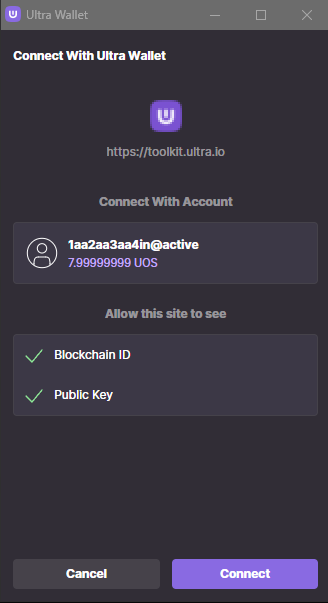 Ultra Wallet
Connect With Ultra Wallet
https://toolkit.ultra.io
Connect With Account
1aa2aa3aa4in@active
7.99999999 UOS
Allow this site to see
Blockchain ID
Public Key
Cancel
Connect